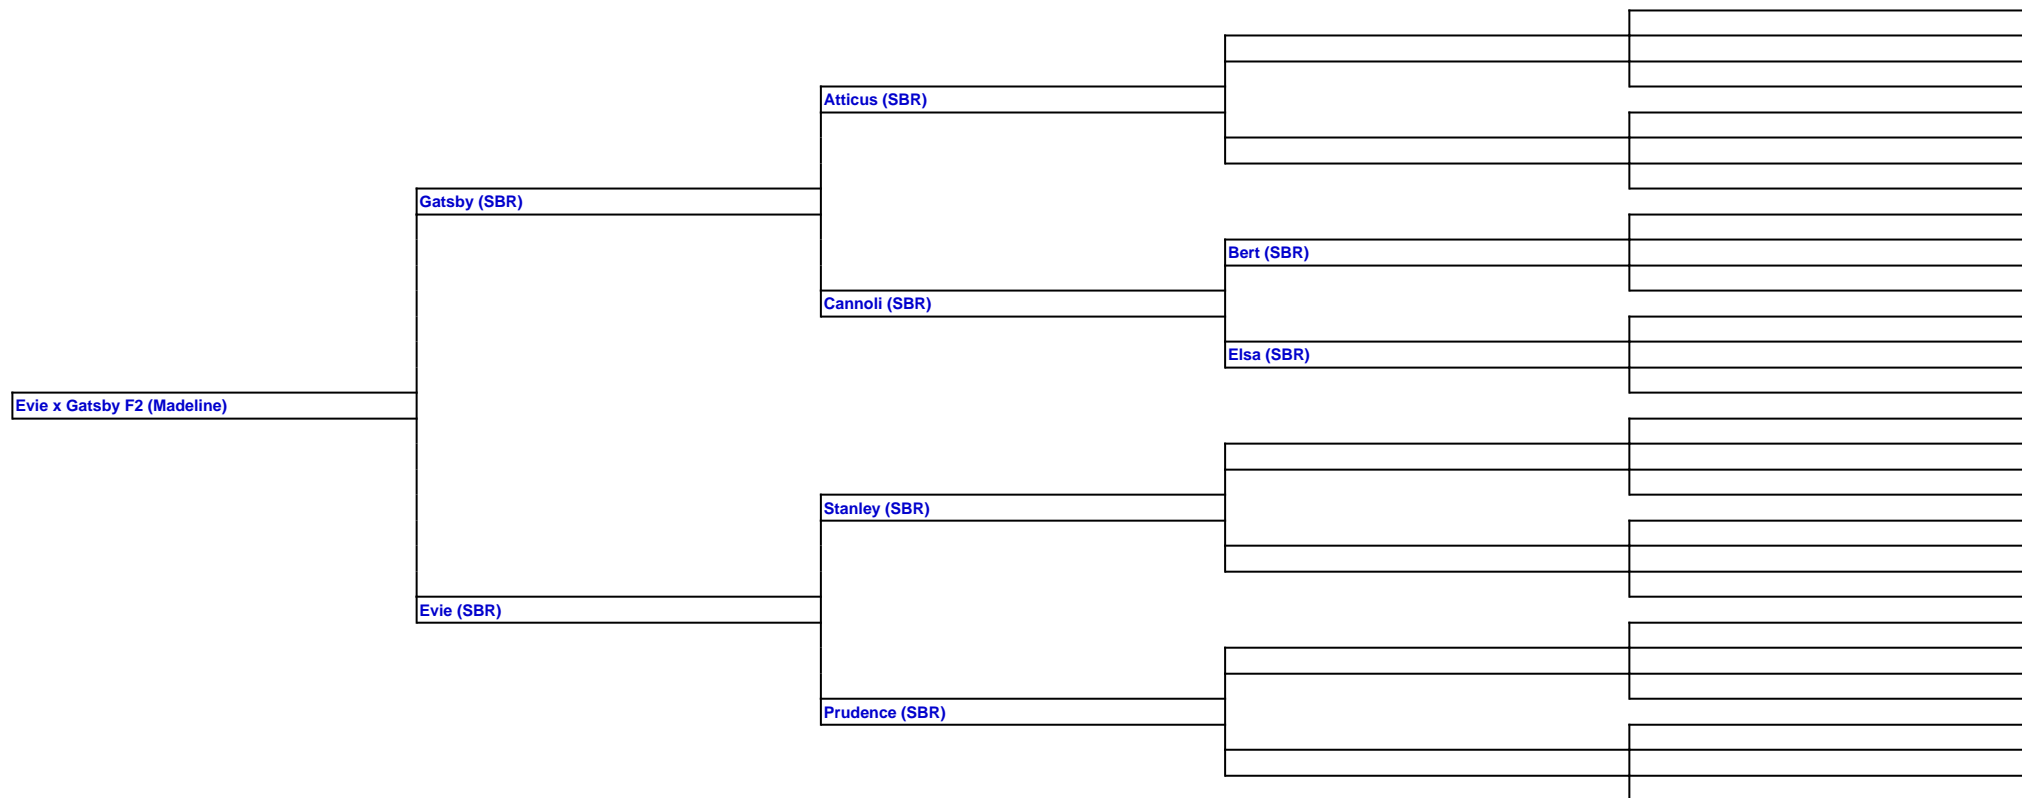 Atticus (SBR)
Gatsby (SBR)
Bert (SBR)
Cannoli (SBR)
Elsa (SBR)
Evie x Gatsby F2 (Madeline)
Stanley (SBR)
Evie (SBR)
Prudence (SBR)